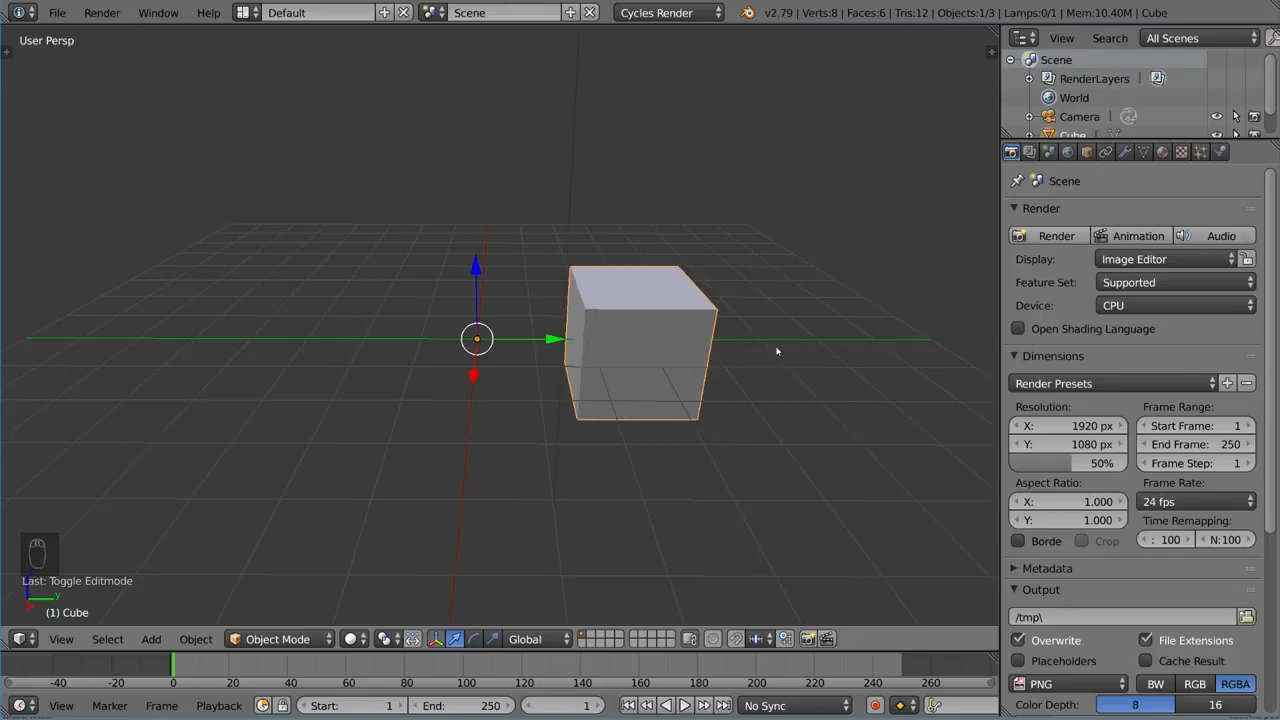 File Render Window Help Default Scene Cycles Render v2.79 | Verts:8 | Faces:6 | Tris:12 | Objects:1/3 | Lamps:0/1 | Mem:10.40M | Cube
User Persp
View Search All Scenes
Scene
RenderLayers
World
Camera
Cube
Scene
Render
Render Animation Audio
Display: Image Editor
Feature Set: Supported
Device: CPU
Open Shading Language
Dimensions
Render Presets
Resolution: Frame Range:
X: 1920 px Start Frame: 1
Y: 1080 px End Frame: 250
50% Frame Step: 1
Aspect Ratio: Frame Rate:
X: 1.000 24 fps
Y: 1.000 Time Remapping:
Borde Crop : 100 N:100
Metadata
Output
/tmp\
Overwrite File Extensions
Placeholders Cache Result
PNG BW RGB RGBA
Color Depth: 8 16
Last: Toggle Editmode
y
(1) Cube
View Select Add Object Object Mode Global
-40 -20 0 20 40 60 80 100 120 140 160 180 200 220 240 260
View Marker Frame Playback Start: 1 End: 250 1 No Sync